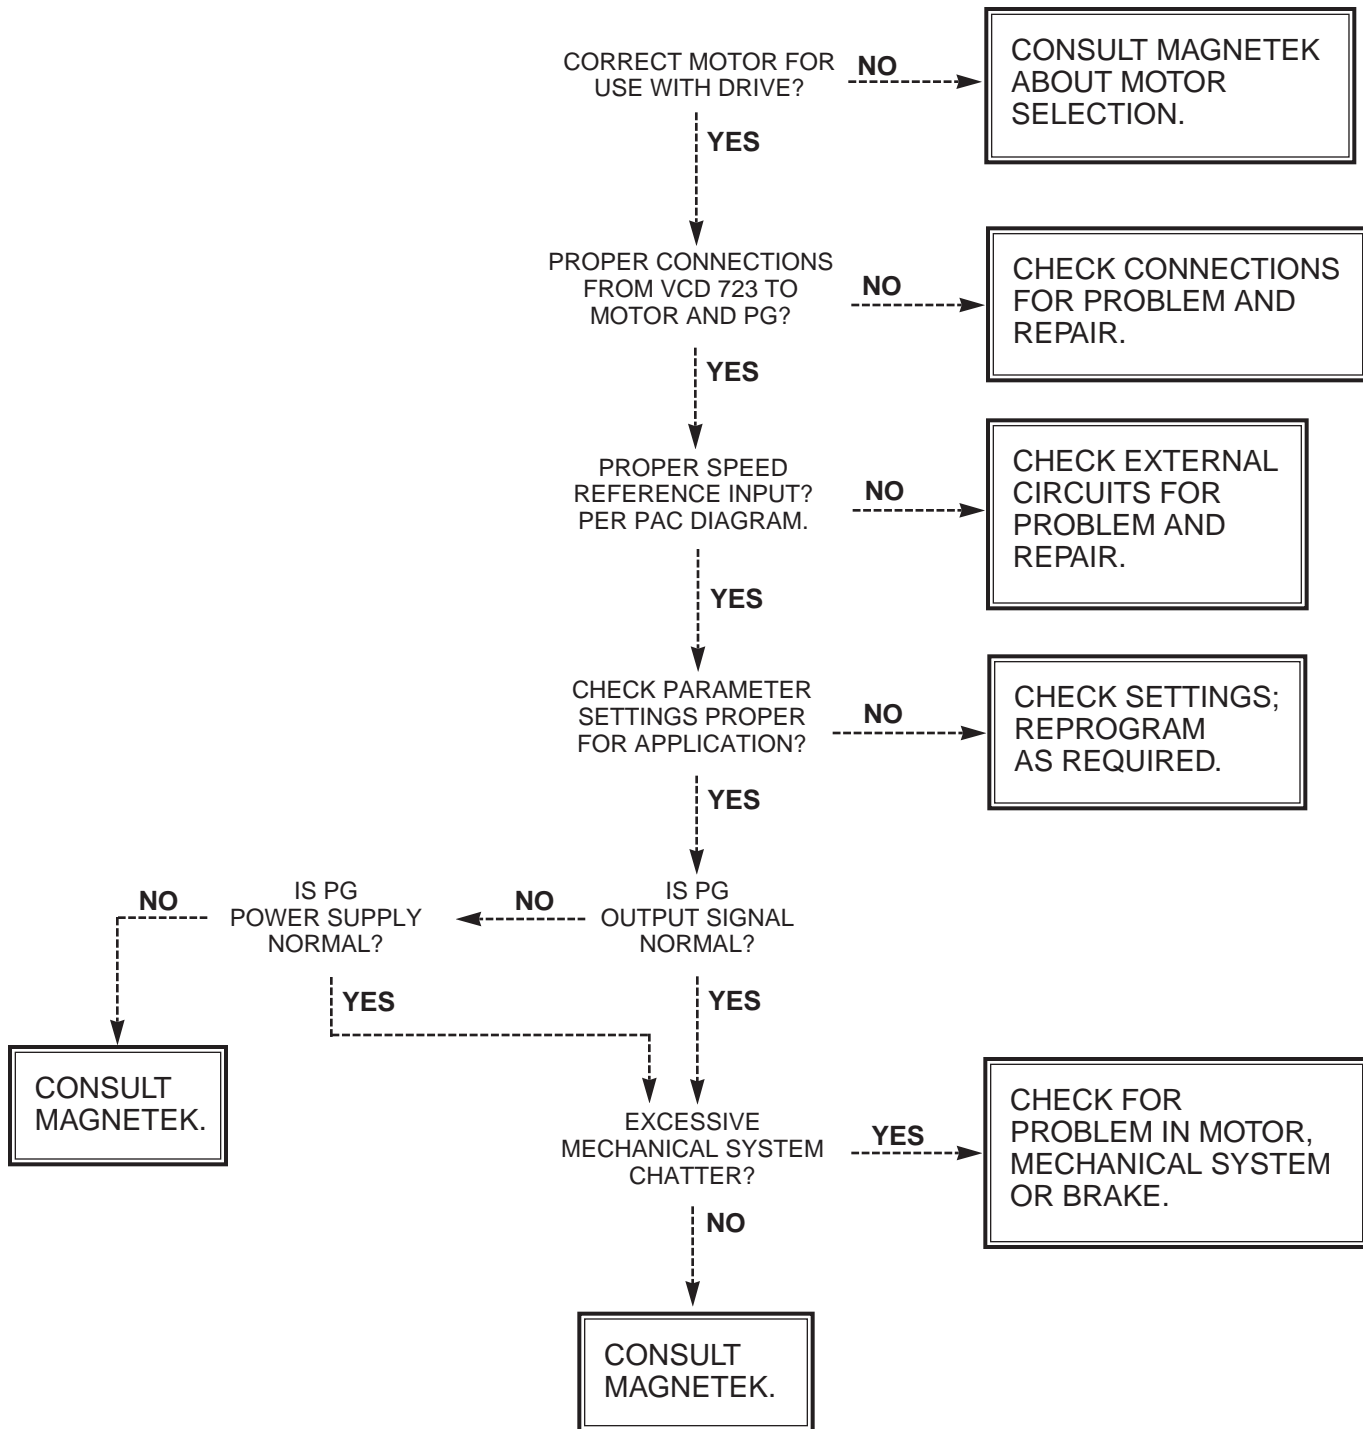 CORRECT MOTOR FOR
USE WITH DRIVE?
NO
CONSULT MAGNETEK
ABOUT MOTOR
SELECTION.
YES
PROPER CONNECTIONS
FROM VCD 723 TO
MOTOR AND PG?
NO
CHECK CONNECTIONS
FOR PROBLEM AND
REPAIR.
YES
PROPER SPEED
REFERENCE INPUT?
PER PAC DIAGRAM.
NO
CHECK EXTERNAL
CIRCUITS FOR
PROBLEM AND
REPAIR.
YES
CHECK PARAMETER
SETTINGS PROPER
FOR APPLICATION?
NO
CHECK SETTINGS;
REPROGRAM
AS REQUIRED.
YES
IS PG
OUTPUT SIGNAL
NORMAL?
NO
IS PG
POWER SUPPLY
NORMAL?
NO
CONSULT
MAGNETEK.
YES
YES
EXCESSIVE
MECHANICAL SYSTEM
CHATTER?
YES
CHECK FOR
PROBLEM IN MOTOR,
MECHANICAL SYSTEM
OR BRAKE.
NO
CONSULT
MAGNETEK.